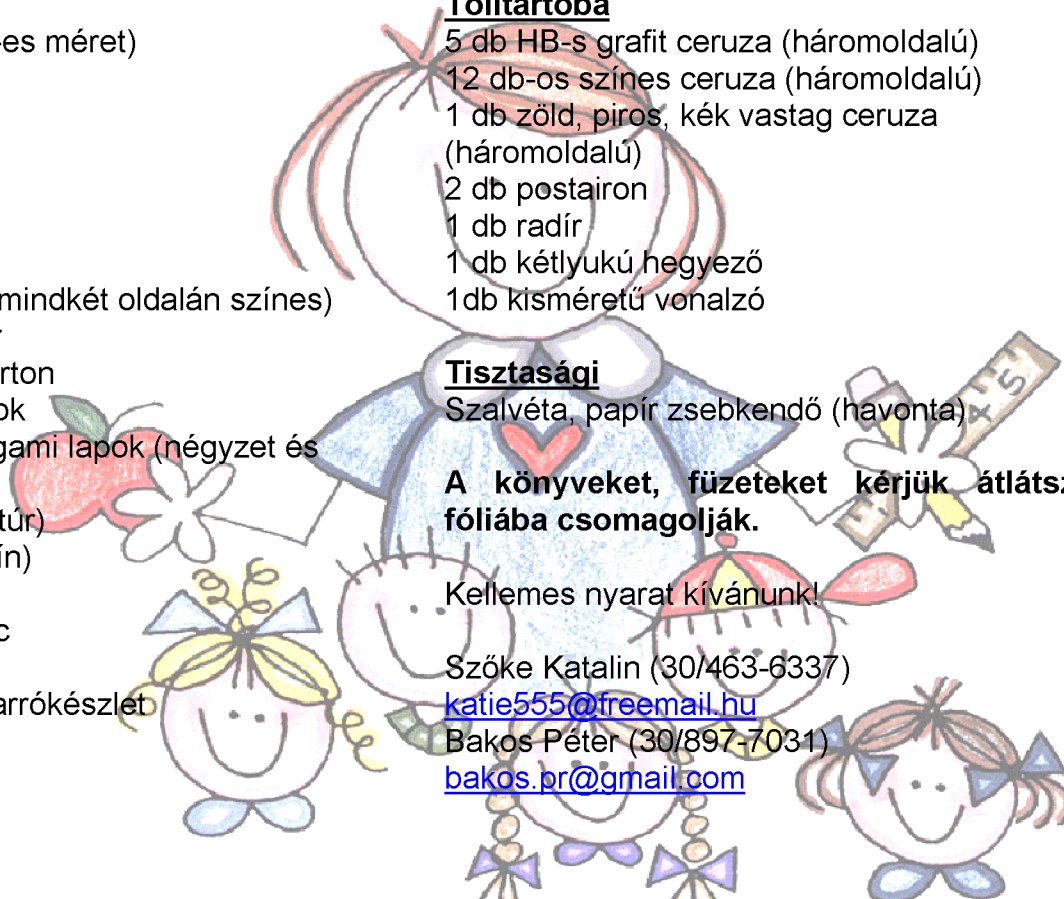 -es méret)
mindkét oldalán színes)
rton
ok
gami lapok (négyzet és
túr)
ín)
c
arrókészlet
Tolltartóba
5 db HB-s grafit ceruza (háromoldalú)
12 db-os színes ceruza (háromoldalú)
1 db zöld, piros, kék vastag ceruza
(háromoldalú)
2 db postairon
1 db radír
1 db kétlyukú hegyező
1db kisméretű vonalzó
Tisztasági
Szalvéta, papír zsebkendő (havonta)
A könyveket, füzeteket kérjük átlátsz
fóliába csomagolják.
Kellemes nyarat kívánunk!
Szőke Katalin (30/463-6337)
katie555@freemail.hu
Bakos Péter (30/897-7031)
bakos.pr@gmail.com